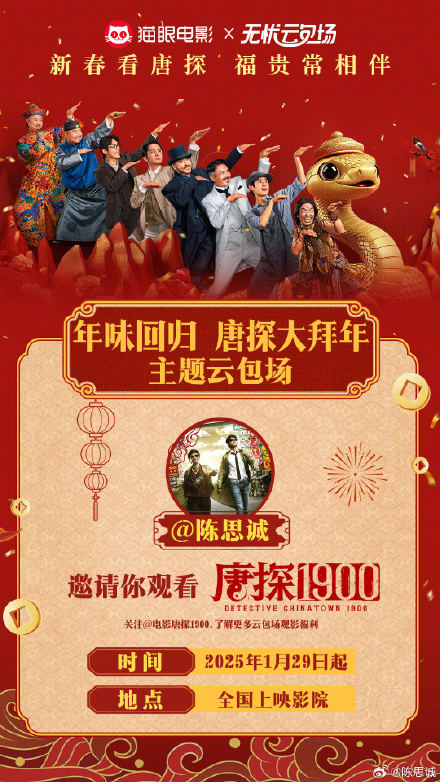 猫眼电影 × 无忧云包场
新春看唐探 福贵常相伴
年味回归 唐探大拜年
主题云包场
@陈思诚
邀请你观看 唐探1900
DETECTIVE CHINATOWN 1900
关注@电影唐探1900,了解更多云包场观影福利
时间 2025年1月29日起
地点 全国上映影院
@陈思诚